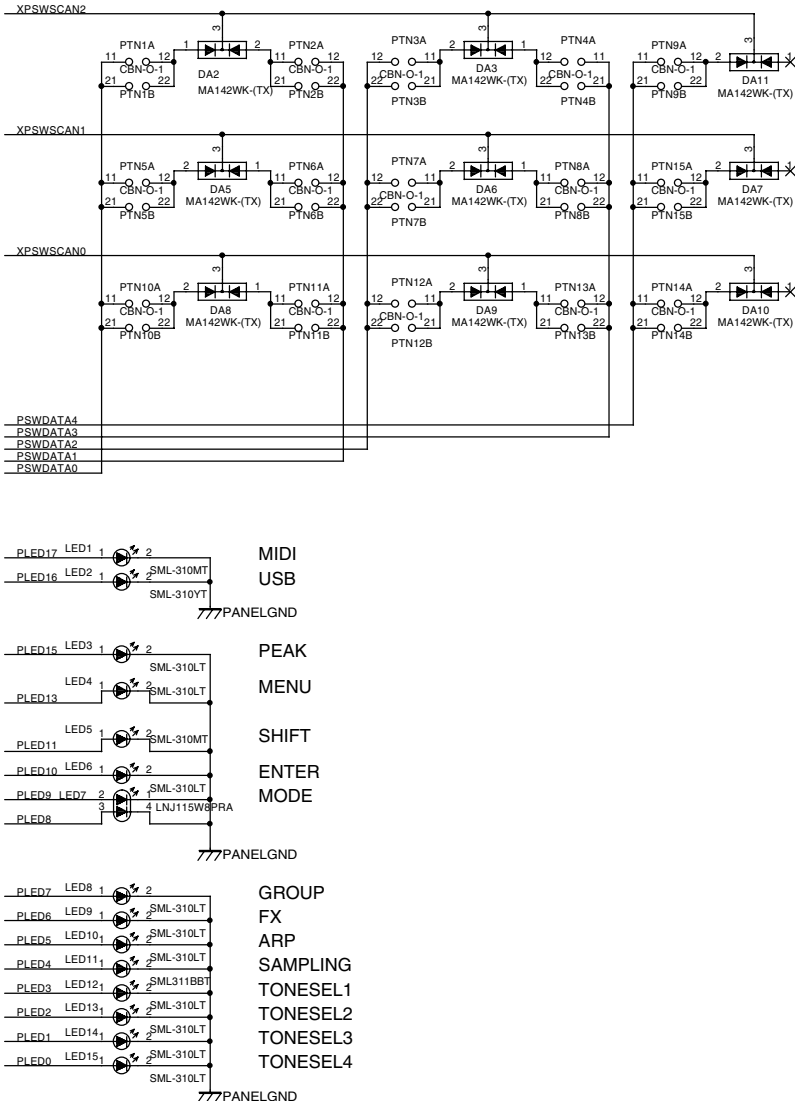 XPSWSCAN2
3 3 3
PTN1A 1 2 PTN2A PTN3A 2 1 PTN4A PTN9A 2 1
11 12 11 12 12 11 11 12 11 12
CBN-O-1 DA2 CBN-O-1 CBN-O-1 DA3 CBN-O-1 CBN-O-1 DA11
21 22 MA142WK-(TX) 21 22 22 21 MA142WK-(TX) 21 22 21 22 MA142WK-(TX)
PTN1B PTN2B PTN3B PTN4B PTN9B
XPSWSCAN1
3 3 3
PTN5A 2 1 PTN6A PTN7A 2 1 PTN8A PTN15A 2 1
11 12 11 12 12 11 11 12 11 12
CBN-O-1 DA5 CBN-O-1 CBN-O-1 DA6 CBN-O-1 CBN-O-1 DA7
21 22 MA142WK-(TX) 21 22 22 21 MA142WK-(TX) 21 22 21 22 MA142WK-(TX)
PTN5B PTN6B PTN7B PTN8B PTN15B
XPSWSCAN0
3 3 3
PTN10A 2 1 PTN11A PTN12A 2 1 PTN13A PTN14A 2 1
11 12 11 12 12 11 11 12 11 12
CBN-O-1 DA8 CBN-O-1 CBN-O-1 DA9 CBN-O-1 CBN-O-1 DA10
21 22 MA142WK-(TX) 21 22 22 21 MA142WK-(TX) 21 22 21 22 MA142WK-(TX)
PTN10B PTN11B PTN12B PTN13B PTN14B
PSWDATA4
PSWDATA3
PSWDATA2
PSWDATA1
PSWDATA0
PLED17 LED1 1 2 MIDI
SML-310MT
PLED16 LED2 1 2 USB
SML-310YT
PANELGND
PLED15 LED3 1 2 PEAK
SML-310LT
LED4 1 2 SML-310LT MENU
PLED13
LED5 1 2 SML-310MT SHIFT
PLED11
PLED10 LED6 1 2 ENTER
SML-310LT
PLED9 LED7 2 1 MODE
3 4 LNJ115W8PRA
PLED8
PANELGND
PLED7 LED8 1 2 GROUP
SML-310LT
PLED6 LED9 1 2 FX
SML-310LT
PLED5 LED10 1 2 ARP
SML-310LT
PLED4 LED11 1 2 SAMPLING
SML311BBT
PLED3 LED12 1 2 TONESEL1
SML-310LT
PLED2 LED13 1 2 TONESEL2
SML-310LT
PLED1 LED14 1 2 TONESEL3
SML-310LT
PLED0 LED15 1 2 TONESEL4
SML-310LT
PANELGND